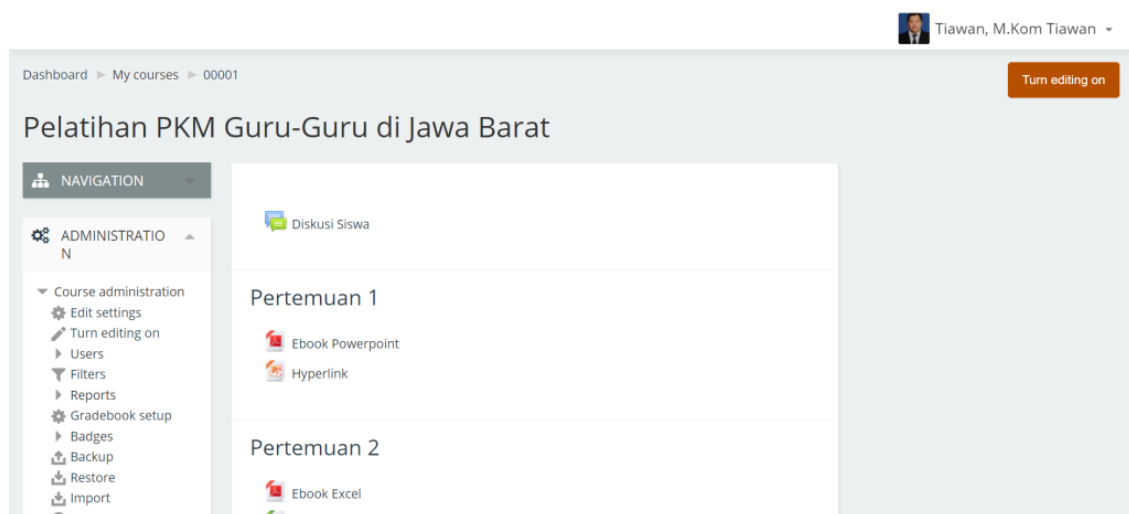 Tiawan, M.Kom Tiawan
Dashboard ▶ My courses ▶ 00001
Turn editing on
Pelatihan PKM Guru-Guru di Jawa Barat
NAVIGATION
ADMINISTRATIO
N
Course administration
Edit settings
Turn editing on
Users
Filters
Reports
Gradebook setup
Badges
Backup
Restore
Import
Diskusi Siswa
Pertemuan 1
Ebook Powerpoint
Hyperlink
Pertemuan 2
Ebook Excel